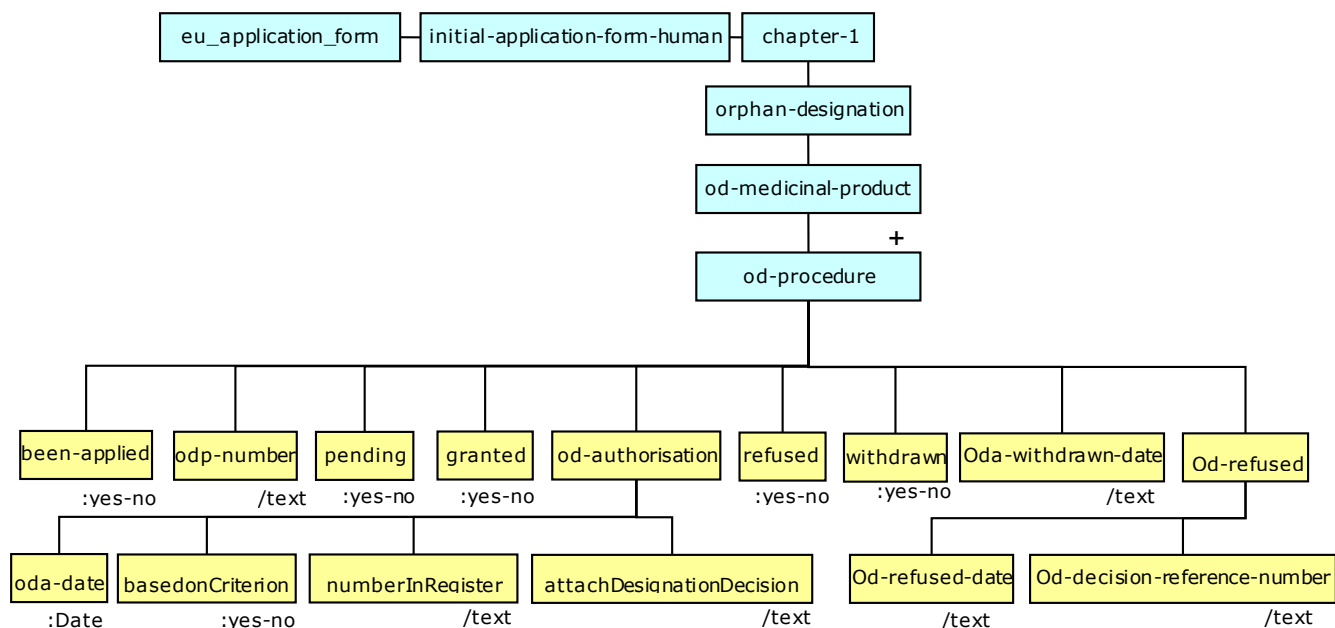 eu_application_form
initial-application-form-human
chapter-1
orphan-designation
od-medicinal-product
+
od-procedure
been-applied
odp-number
pending
granted
od-authorisation
refused
withdrawn
Oda-withdrawn-date
Od-refused
:yes-no
/text
:yes-no
:yes-no
:yes-no
:yes-no
/text
oda-date
basedonCriterion
numberInRegister
attachDesignationDecision
Od-refused-date
Od-decision-reference-number
:Date
:yes-no
/text
/text
/text
/text